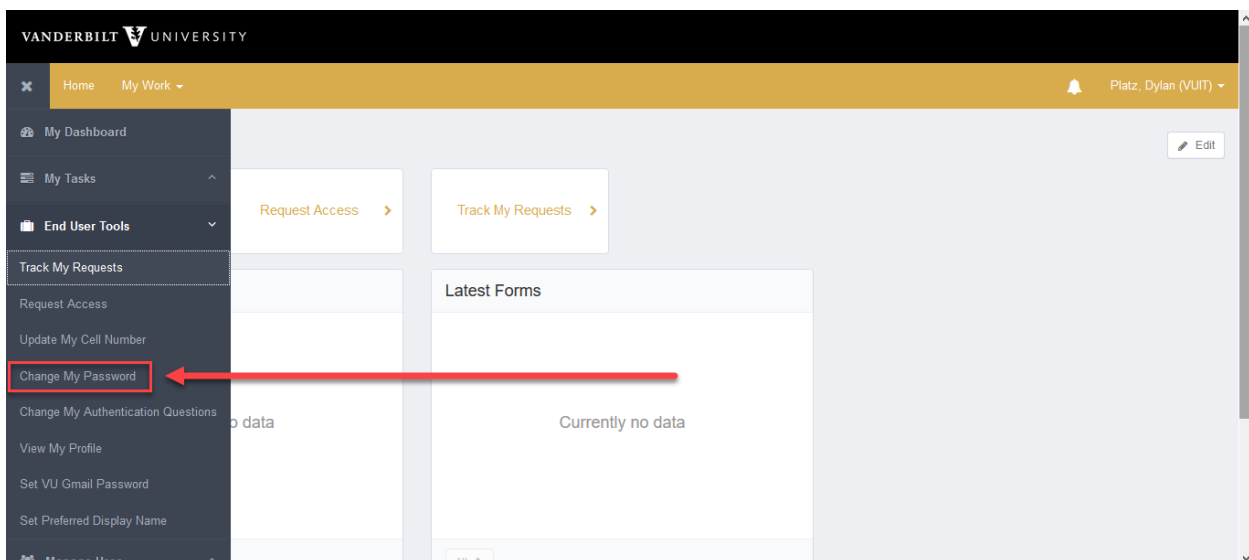 VANDERBILT UNIVERSITY
Home My Work Platz, Dylan (VUIT)
My Dashboard
Edit
My Tasks
Request Access Track My Requests
End User Tools
Track My Requests
Latest Forms
Request Access
Update My Cell Number
Change My Password
Change My Authentication Questions
o data Currently no data
View My Profile
Set VU Gmail Password
Set Preferred Display Name